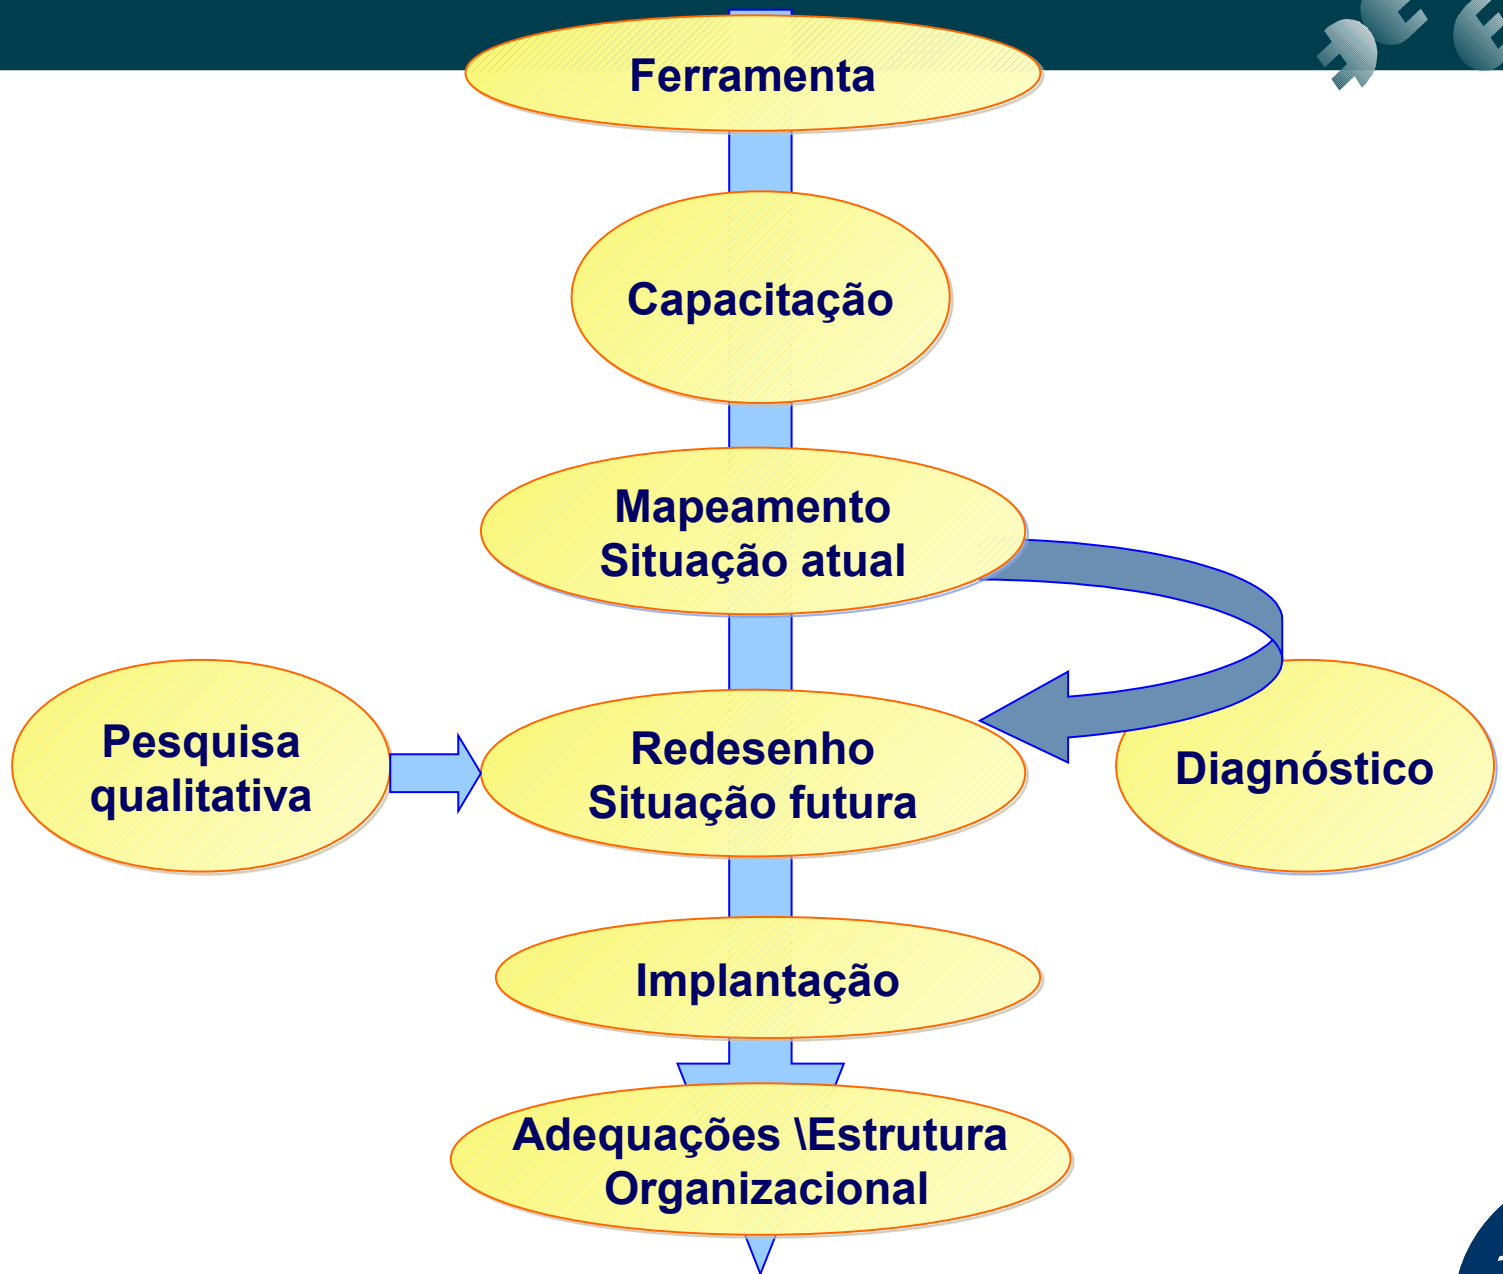 Ferramenta
Capacitação
Mapeamento
Situação atual
Pesquisa
qualitativa
Redesenho
Situação futura
Diagnóstico
Implantação
Adequações \Estrutura
Organizacional